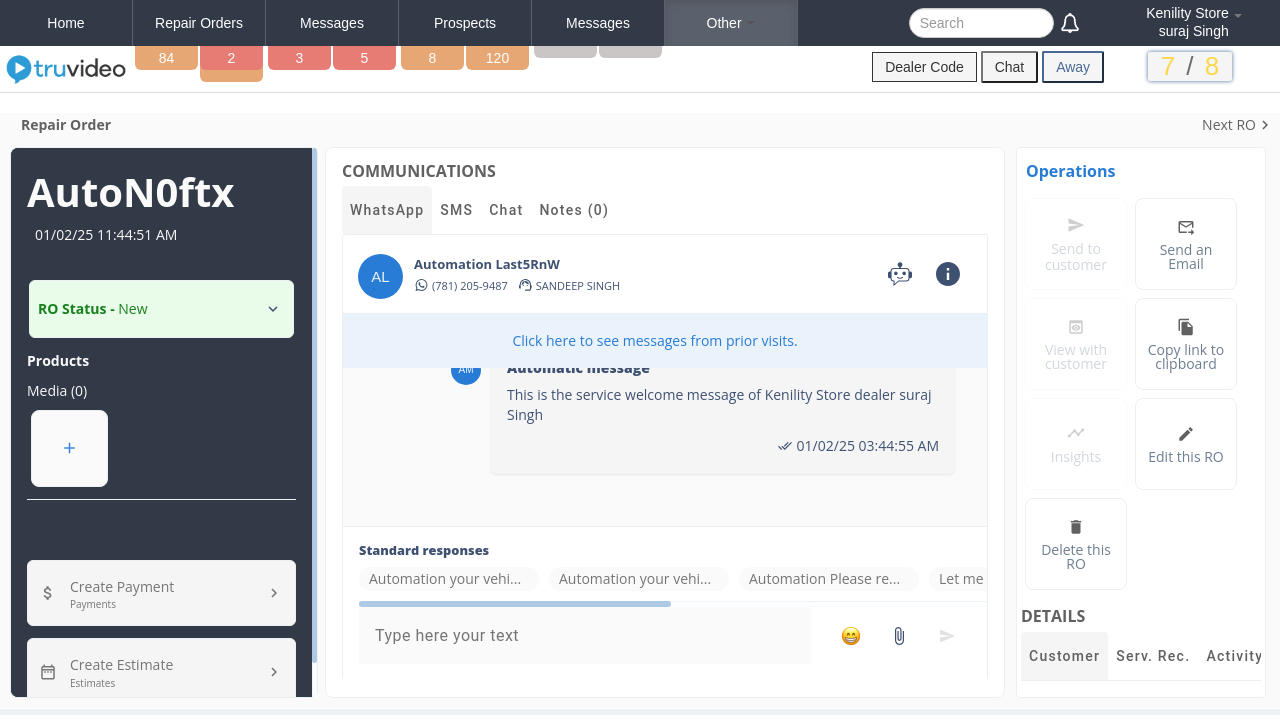 Home
Repair Orders
Messages
Prospects
Messages
Other
Search
Kenility Store
suraj Singh
truvideo
84
2
3
5
8
120
Dealer Code
Chat
Away
7 / 8
Repair Order
Next RO
AutoN0ftx
01/02/25 11:44:51 AM
RO Status - New
Products
Media (0)
+
Create Payment
Payments
Create Estimate
Estimates
COMMUNICATIONS
WhatsApp
SMS
Chat
Notes (0)
AL
Automation Last5RnW
(781) 205-9487
SANDEEP SINGH
Click here to see messages from prior visits.
AM
Automatic message
This is the service welcome message of Kenility Store dealer suraj
Singh
01/02/25 03:44:55 AM
Standard responses
Automation your vehi...
Automation your vehi...
Automation Please re...
Let me
Type here your text
Operations
Send to
customer
Send an
Email
View with
customer
Copy link to
clipboard
Insights
Edit this RO
Delete this
RO
DETAILS
Customer
Serv. Rec.
Activity